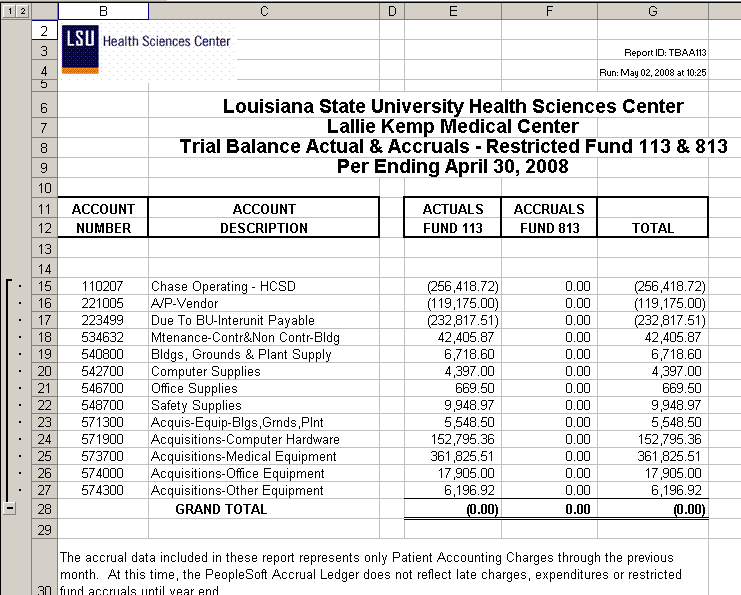 1 2 B C D E F G
2 LSU Health Sciences Center
3 Report ID: TBAA113
4 Run: May 02, 2008 at 10:25
5
6 Louisiana State University Health Sciences Center
7 Lallie Kemp Medical Center
8 Trial Balance Actual & Accruals - Restricted Fund 113 & 813
9 Per Ending April 30, 2008
10
11 ACCOUNT ACCOUNT ACTUALS ACCRUALS
12 NUMBER DESCRIPTION FUND 113 FUND 813 TOTAL
13
14
15 110207 Chase Operating - HCSD (256,418.72) 0.00 (256,418.72)
16 221005 A/P-Vendor (119,175.00) 0.00 (119,175.00)
17 223499 Due To BU-Interunit Payable (232,817.51) 0.00 (232,817.51)
18 534632 Mtenance-Contr&Non Contr-Bldg 42,405.87 0.00 42,405.87
19 540800 Bldgs, Grounds & Plant Supply 6,718.60 0.00 6,718.60
20 542700 Computer Supplies 4,397.00 0.00 4,397.00
21 546700 Office Supplies 669.50 0.00 669.50
22 548700 Safety Supplies 9,948.97 0.00 9,948.97
23 571300 Acquis-Equip-Blgs,Grnds,Plnt 5,548.50 0.00 5,548.50
24 571900 Acquisitions-Computer Hardware 152,795.36 0.00 152,795.36
25 573700 Acquisitions-Medical Equipment 361,825.51 0.00 361,825.51
26 574000 Acquisitions-Office Equipment 17,905.00 0.00 17,905.00
27 574300 Acquisitions-Other Equipment 6,196.92 0.00 6,196.92
28 GRAND TOTAL (0.00) 0.00 (0.00)
29
The accrual data included in these report represents only Patient Accounting Charges through the previous
month. At this time, the PeopleSoft Accrual Ledger does not reflect late charges, expenditures or restricted
30 fund accruals until year end